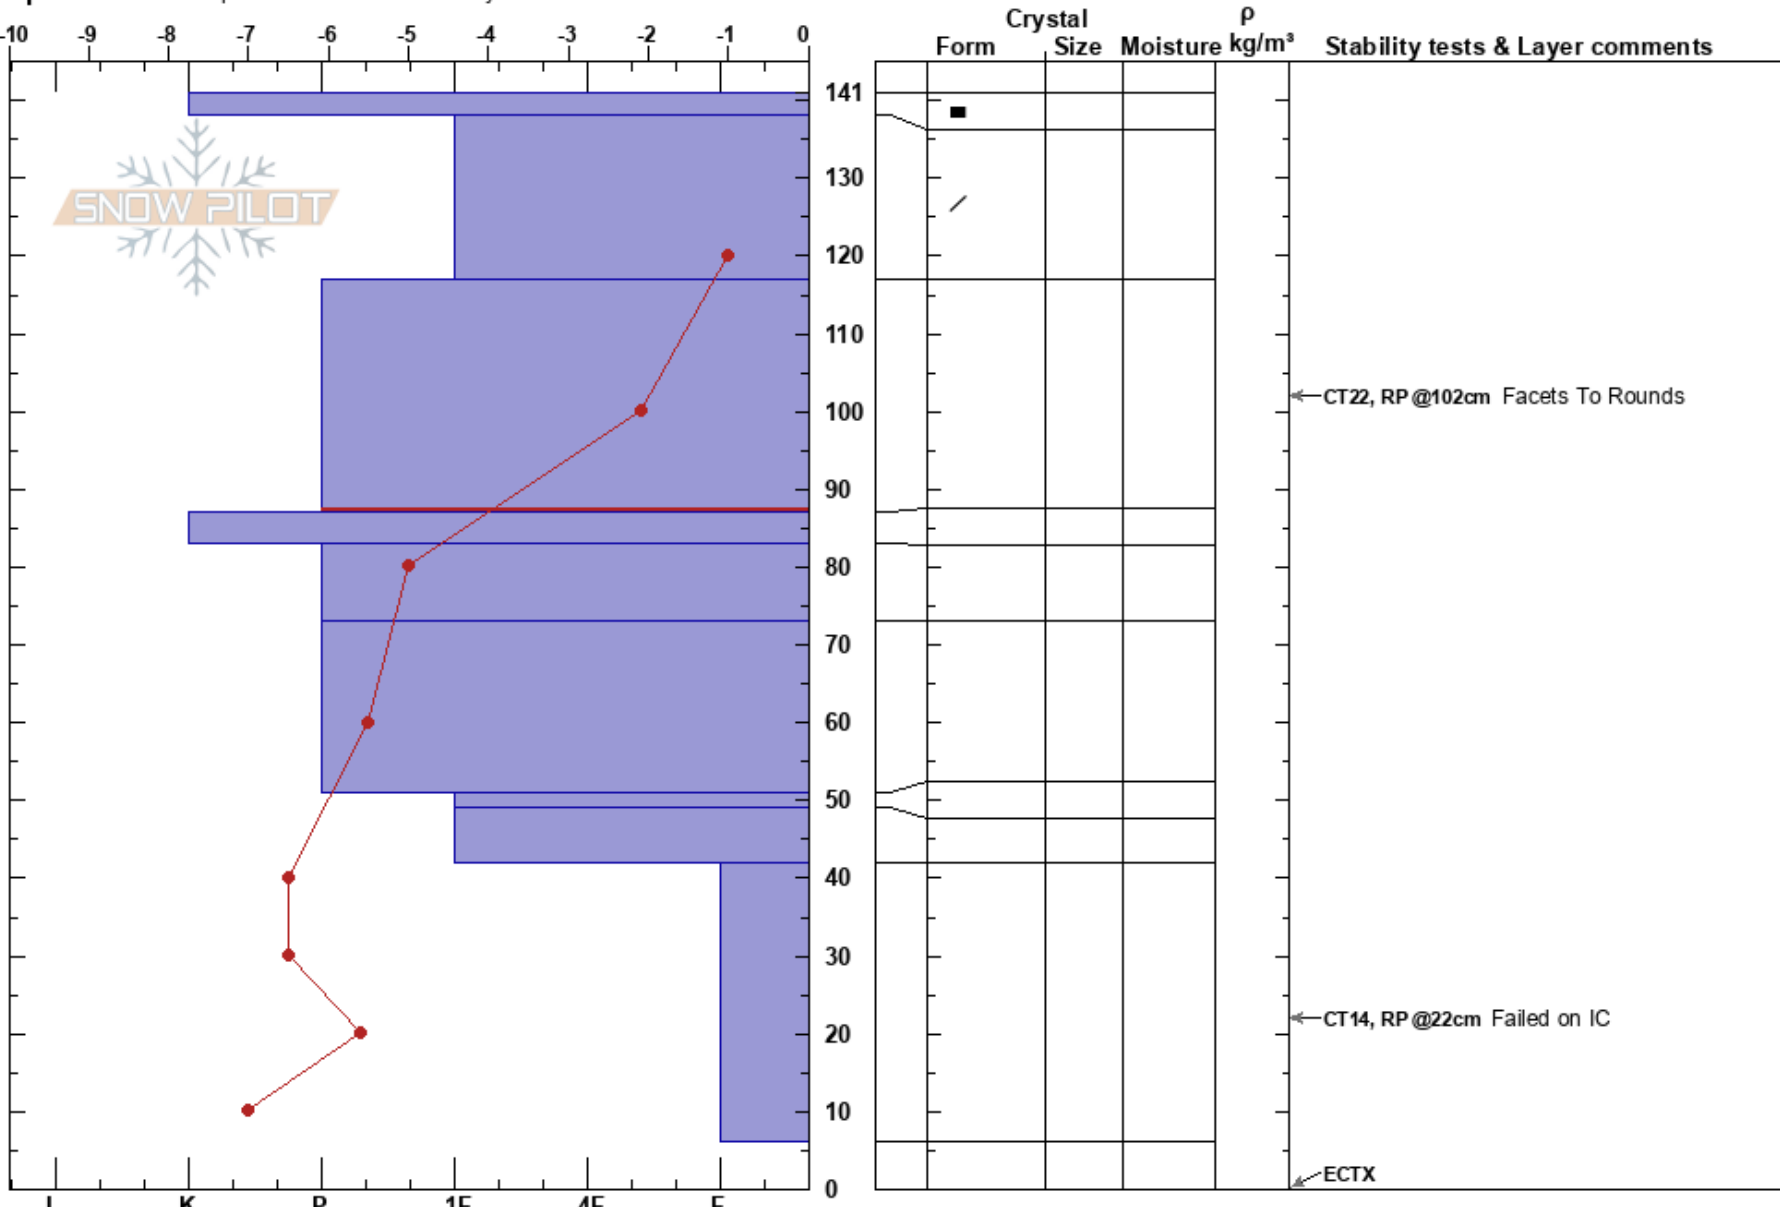 Crystal ρ
-10 -9 -8 -7 -6 -5 -4 -3 -2 -1 0 Form Size Moisture kg/m³ Stability tests & Layer comments
141
SNOW PILOT
130
120
110
100
CT22, RP @102cm Facets To Rounds
90
80
70
60
50
40
30
20
CT14, RP @22cm Failed on IC
10
0
ECTX
I K P 1F 4F F